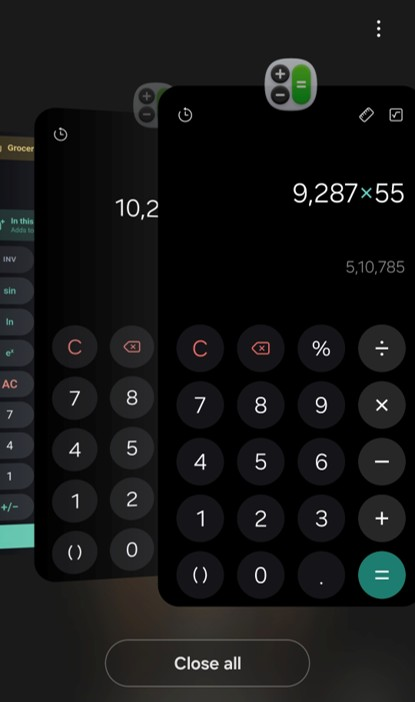 Grocer
In this
Adds to
INV
sin
ln
eˣ
AC
7
4
1
+/−
10,2
C
7 8
4 5
1 2
() 0
9,287×55
5,10,785
C % ÷
7 8 9 ×
4 5 6 −
1 2 3 +
() 0 . =
Close all